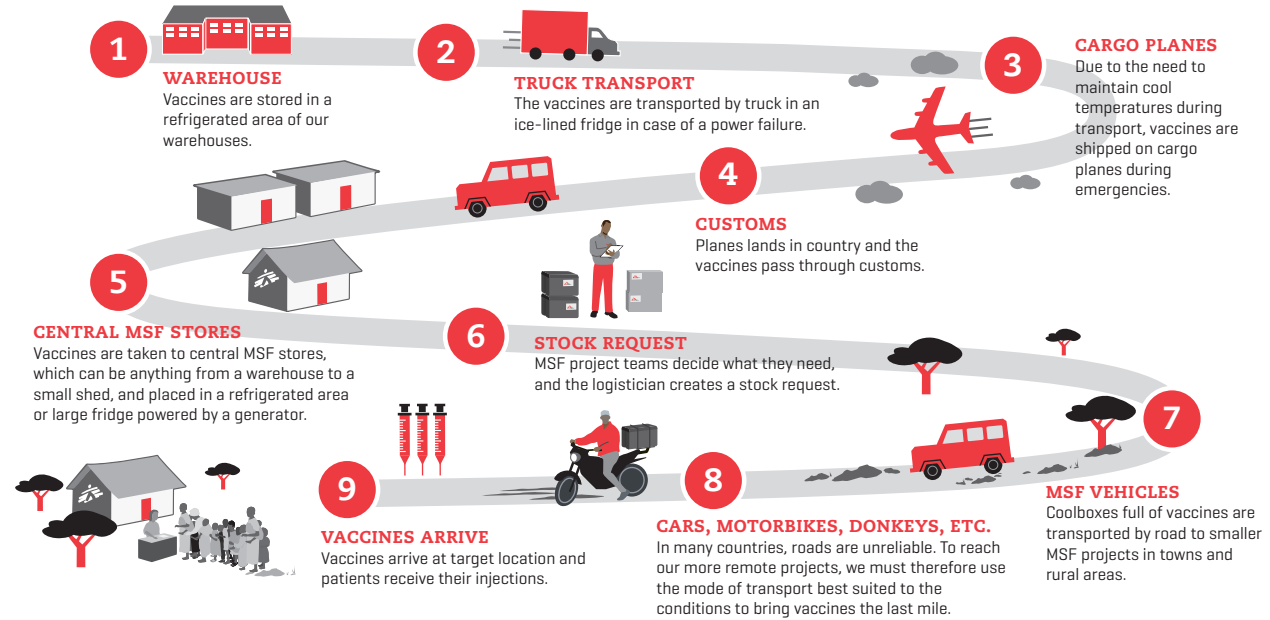 1
WAREHOUSE
Vaccines are stored in a
refrigerated area of our
warehouses.
2
TRUCK TRANSPORT
The vaccines are transported by truck in an
ice-lined fridge in case of a power failure.
3
CARGO PLANES
Due to the need to
maintain cool
temperatures during
transport, vaccines are
shipped on cargo
planes during
emergencies.
4
CUSTOMS
Planes lands in country and the
vaccines pass through customs.
5
CENTRAL MSF STORES
Vaccines are taken to central MSF stores,
which can be anything from a warehouse to a
small shed, and placed in a refrigerated area
or large fridge powered by a generator.
6
STOCK REQUEST
MSF project teams decide what they need,
and the logistician creates a stock request.
7
MSF VEHICLES
Coolboxes full of vaccines are
transported by road to smaller
MSF projects in towns and
rural areas.
8
CARS, MOTORBIKES, DONKEYS, ETC.
In many countries, roads are unreliable. To reach
our more remote projects, we must therefore use
the mode of transport best suited to the
conditions to bring vaccines the last mile.
9
VACCINES ARRIVE
Vaccines arrive at target location and
patients receive their injections.